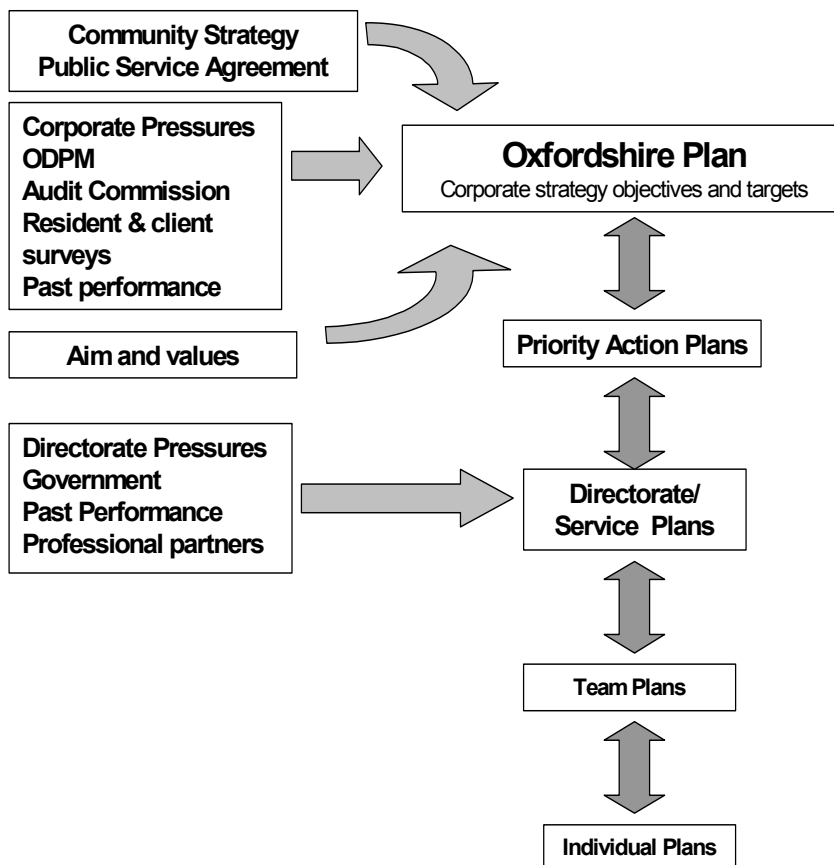 Community Strategy
Public Service Agreement
Corporate Pressures
ODPM
Audit Commission
Resident & client
surveys
Past performance
Oxfordshire Plan
Corporate strategy objectives and targets
Aim and values
Priority Action Plans
Directorate Pressures
Government
Past Performance
Professional partners
Directorate/
Service Plans
Team Plans
Individual Plans